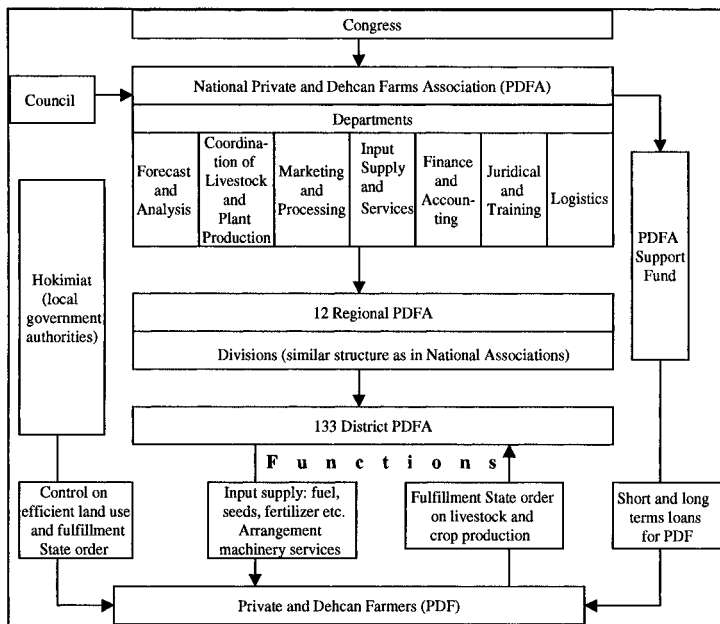 Congress
National Private and Dehcan Farms Association (PDFA)
Council
Departments
Forecast
and
Analysis
Coordina-
tion of
Livestock
and
Plant
Production
Marketing
and
Processing
Input
Supply
and
Services
Finance
and
Accoun-
ting
Juridical
and
Training
Logistics
PDFA
Support
Fund
Hokimiat
(local
government
authorities)
12 Regional PDFA
Divisions (similar structure as in National Associations)
133 District PDFA
Functions
Control on
efficient land use
and fulfillment
State order
Input supply: fuel,
seeds, fertilizer etc.
Arrangement
machinery services
Fulfillment State order
on livestock and
crop production
Short and long
terms loans
for PDF
Private and Dehcan Farmers (PDF)